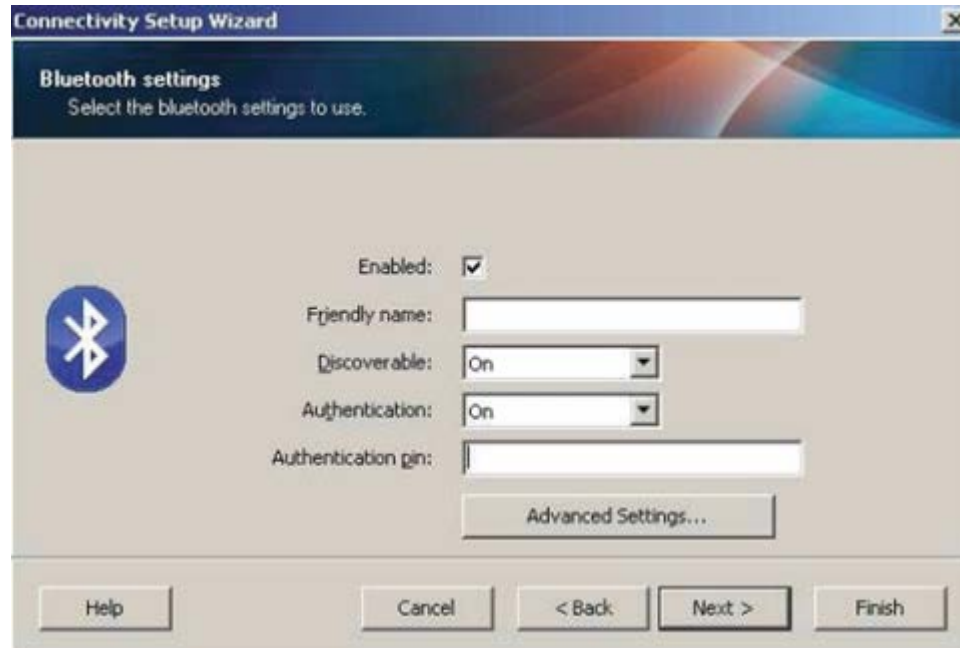 Connectivity Setup Wizard
Bluetooth settings
Select the bluetooth settings to use.
Enabled:
Friendly name:
Discoverable: On
Authentication: On
Authentication pin:
Advanced Settings...
Help Cancel < Back Next > Finish